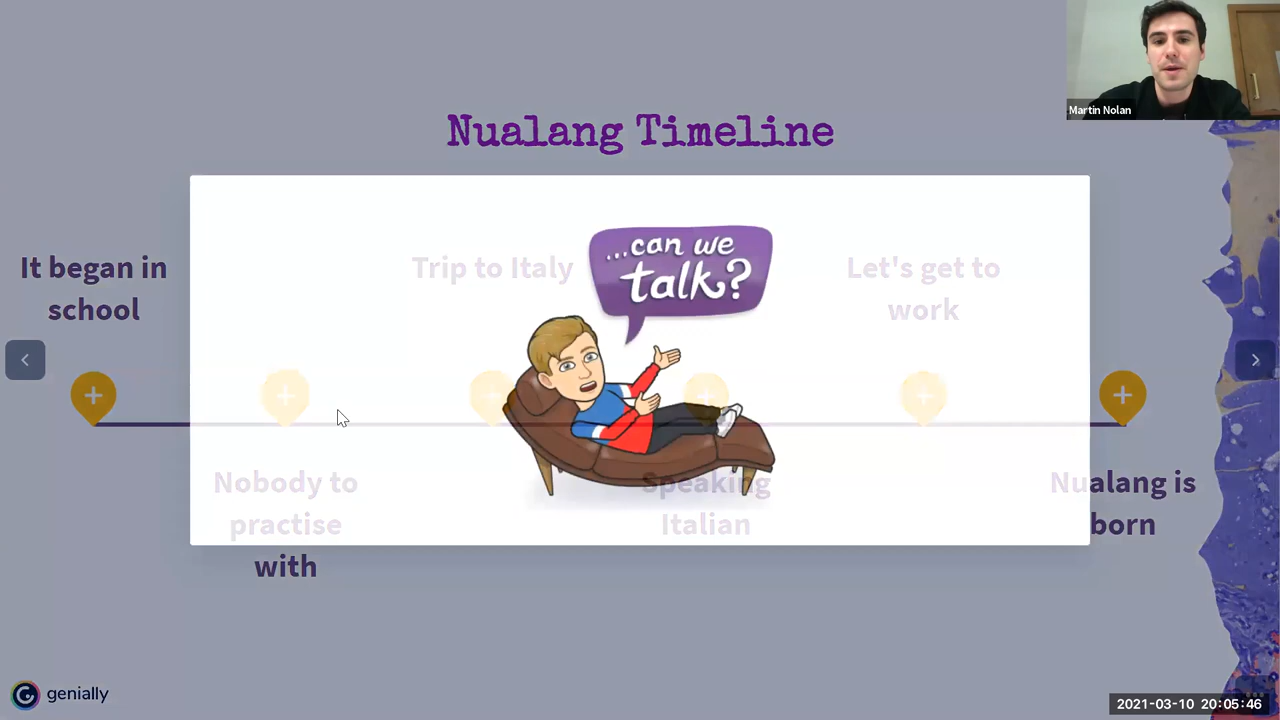 Martin Nolan
Nualang Timeline
...can we
talk?
It began in
school
Trip to Italy
Let's get to
work
Nobody to
practise
with
Speaking
Italian
Nualang is
born
genially
2021-03-10 20:05:46